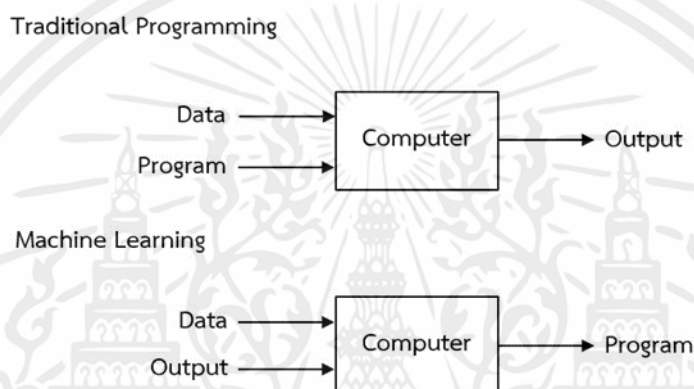 Traditional Programming
Data
Computer
Output
Program
Machine Learning
Data
Computer
Program
Output